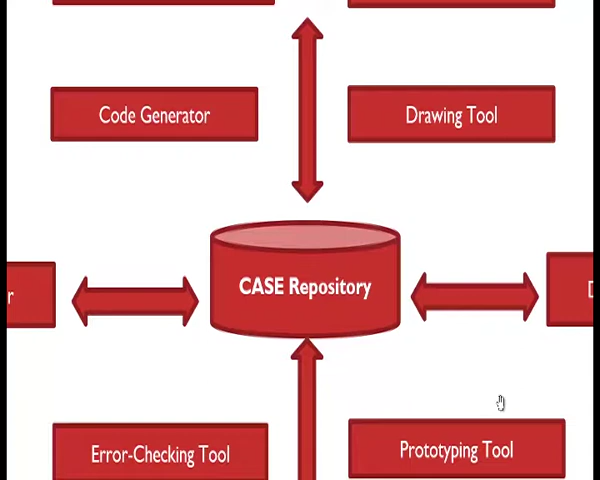 Code Generator
Drawing Tool
CASE Repository
r
Error-Checking Tool
Prototyping Tool